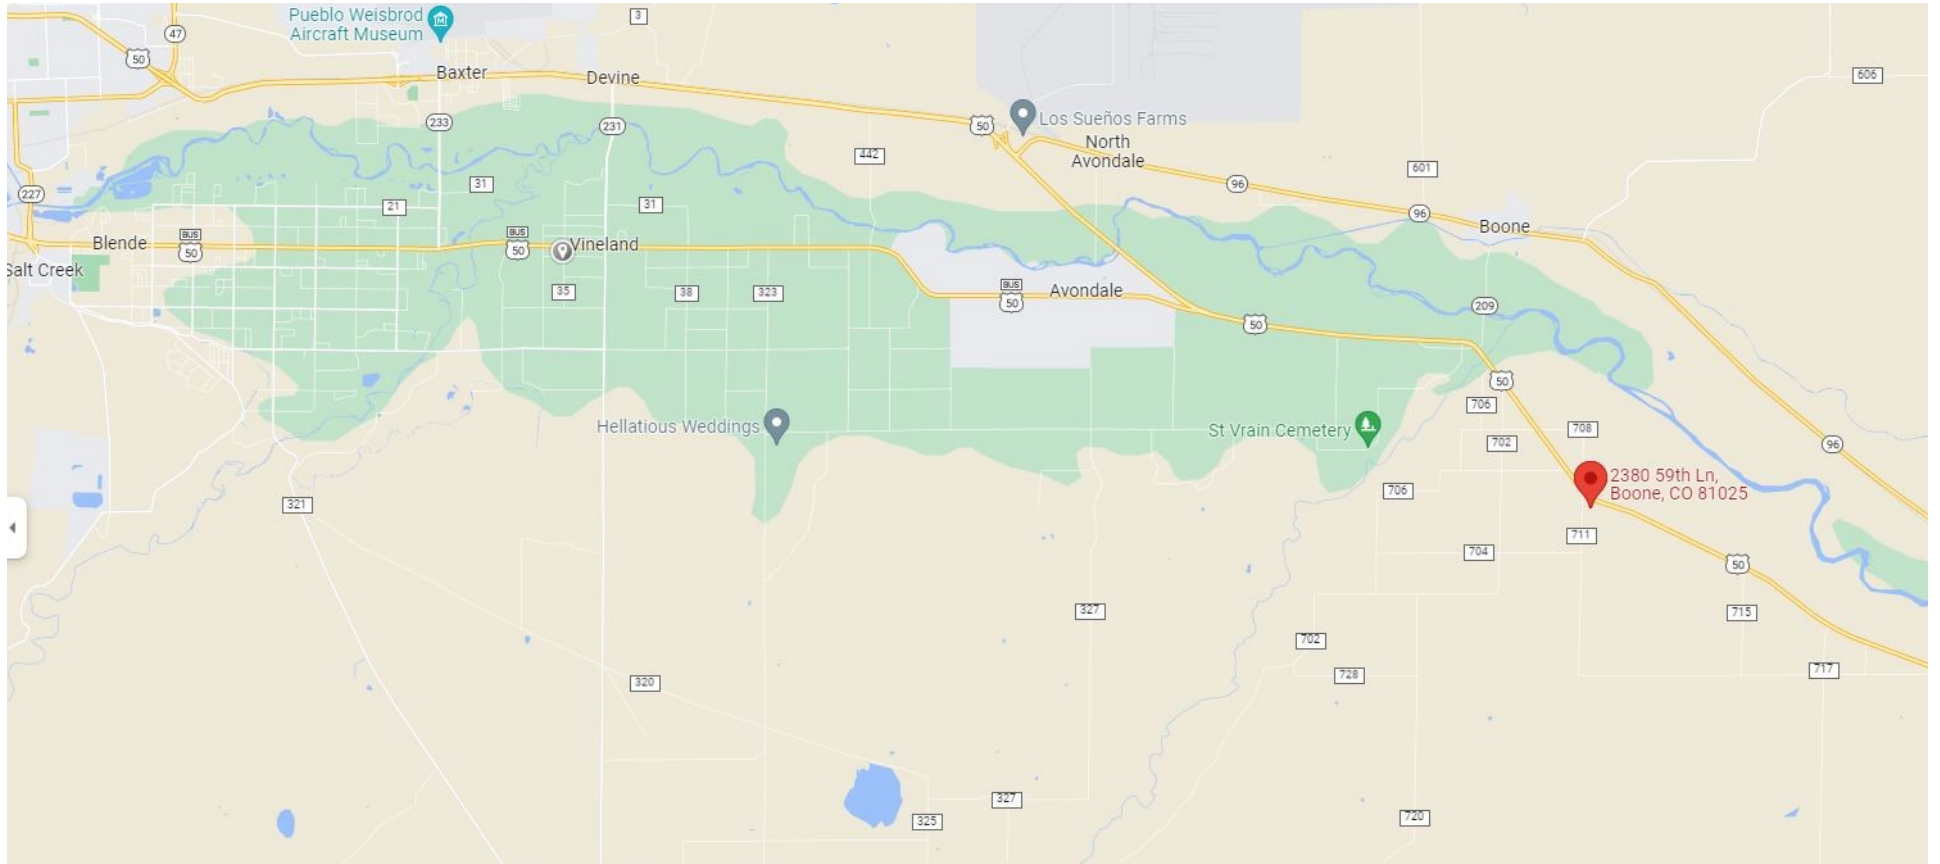 Pueblo Weisbrod
Aircraft Museum
3
47
50
606
Baxter
Devine
233
231
50
Los Sueños Farms
North
Avondale
442
601
227
31
96
21
31
96
Boone
Blende
BUS
50
BUS
50
Vineland
Salt Creek
35
38
323
BUS
50
Avondale
209
50
50
706
Hellatious Weddings
St Vrain Cemetery
708
702
96
2380 59th Ln,
Boone, CO 81025
706
321
711
704
50
327
715
702
728
717
320
327
325
720